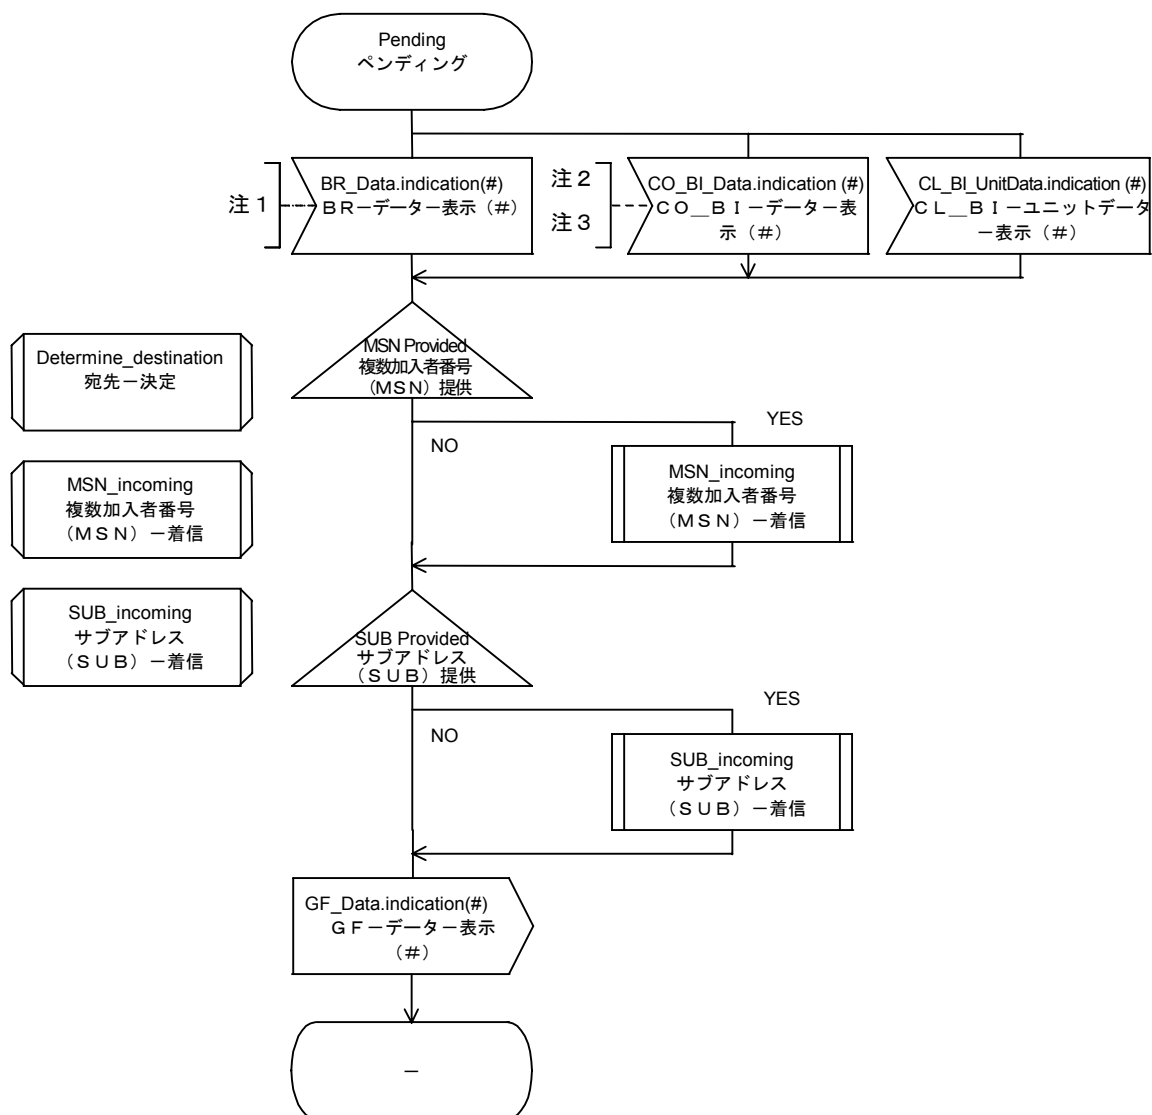 Pending
ペンディング
注１
BR_Data.indication(#)
ＢＲ－データ－表示（＃）
注２
注３
CO_BI_Data.indication (#)
ＣＯ＿ＢＩ－データ－表
示（＃）
CL_BI_UnitData.indication (#)
ＣＬ＿ＢＩ－ユニットデータ
－表示（＃）
MSN Provided
複数加入者番号
（ＭＳＮ）提供
Determine_destination
宛先－決定
YES
NO
MSN_incoming
複数加入者番号
（ＭＳＮ）－着信
MSN_incoming
複数加入者番号
（ＭＳＮ）－着信
SUB_incoming
サブアドレス
（ＳＵＢ）－着信
SUB Provided
サブアドレス
（ＳＵＢ）提供
YES
NO
SUB_incoming
サブアドレス
（ＳＵＢ）－着信
GF_Data.indication(#)
ＧＦ－データ－表示
（＃）
－